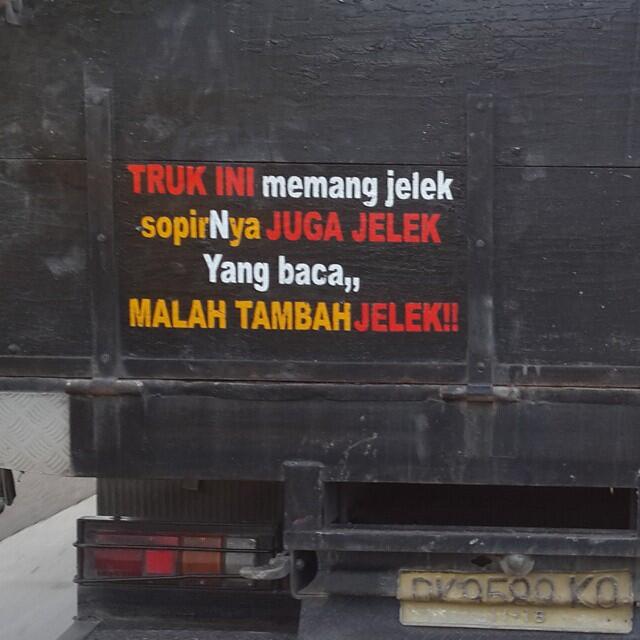 TRUK INI memang jelek
sopirNya JUGA JELEK
Yang baca,,
MALAH TAMBAH JELEK!!